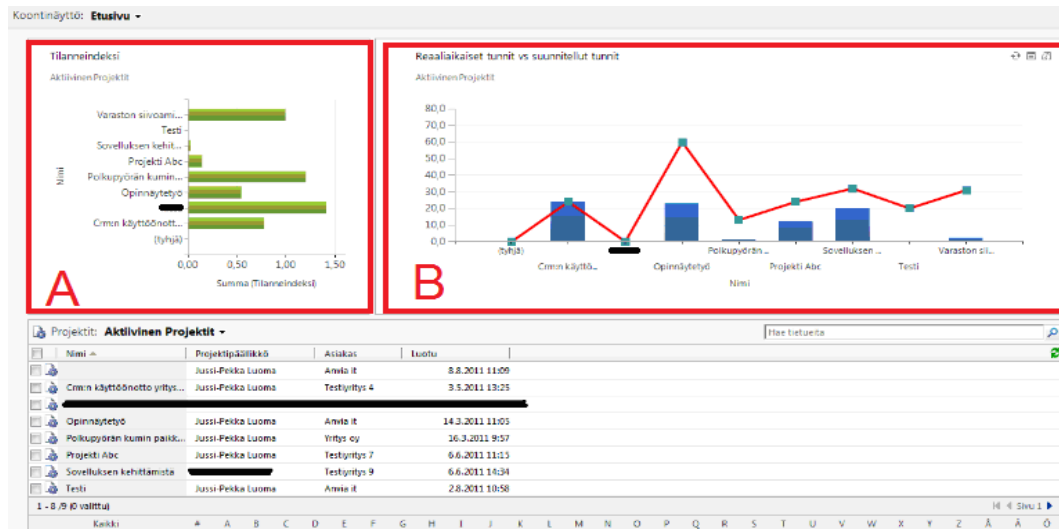 Koontinäyttö: Etusivu
Tilanneindeksi
Aktiivinen Projektit
Varaston siivoami...
Testi
Sovelluksen kehit...
Projekti Abc
Polkupyörän kumin...
Opinnäytetyö
Crm:n käyttöönott...
(tyhjä)
Nimi
0,00 0,50 1,00 1,50
Summa (Tilanneindeksi)
A
Reaaliaikaiset tunnit vs suunnitellut tunnit
Aktiivinen Projektit
80,0
70,0
60,0
50,0
40,0
30,0
20,0
10,0
0,0
(tyhjä) Polkupyörän ... Sovelluksen ... Varaston sii...
Crm:n käyttö... Opinnäytetyö Projekti Abc Testi
Nimi
B
Projektit: Aktiivinen Projektit
Hae tietueita
Nimi Projektipäällikkö Asiakas Luotu
Jussi-Pekka Luoma Anvia it 8.8.2011 11:09
Crm:n käyttöönotto yritys... Jussi-Pekka Luoma Testiyritys 4 3.5.2011 13:25
Opinnäytetyö Jussi-Pekka Luoma Anvia it 14.3.2011 11:05
Polkupyörän kumin paikk... Jussi-Pekka Luoma Yritys oy 16.3.2011 9:57
Projekti Abc Jussi-Pekka Luoma Testiyritys 7 6.6.2011 11:15
Sovelluksen kehittämistä Testiyritys 9 6.6.2011 14:34
Testi Jussi-Pekka Luoma Anvia it 2.8.2011 10:58
1 - 8 /9 (0 valittu) Sivu 1
Kaikki # A B C D E F G H I J K L M N O P Q R S T U V W X Y Z Å Ä Ö